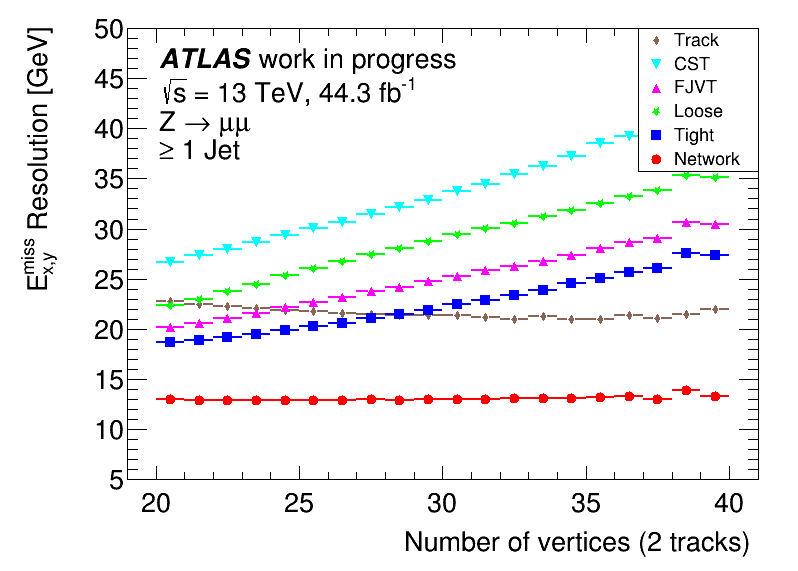 50
45
40
35
30
25
20
15
10
5
E^miss_x,y Resolution [GeV]
ATLAS work in progress
√s = 13 TeV, 44.3 fb⁻¹
Z → μμ
≥ 1 Jet
Track
CST
FJVT
Loose
Tight
Network
20 25 30 35 40
Number of vertices (2 tracks)